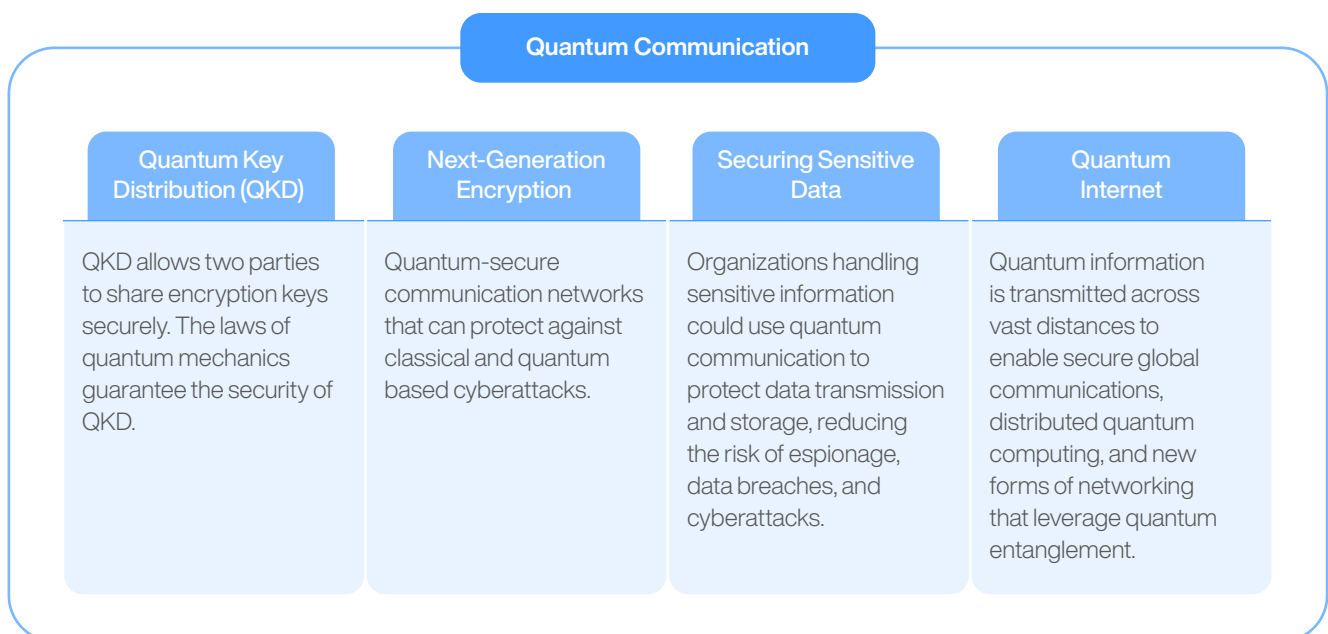 Quantum Communication
Quantum Key
Distribution (QKD)
QKD allows two parties
to share encryption keys
securely. The laws of
quantum mechanics
guarantee the security of
QKD.
Next-Generation
Encryption
Quantum-secure
communication networks
that can protect against
classical and quantum
based cyberattacks.
Securing Sensitive
Data
Organizations handling
sensitive information
could use quantum
communication to
protect data transmission
and storage, reducing
the risk of espionage,
data breaches, and
cyberattacks.
Quantum
Internet
Quantum information
is transmitted across
vast distances to
enable secure global
communications,
distributed quantum
computing, and new
forms of networking
that leverage quantum
entanglement.